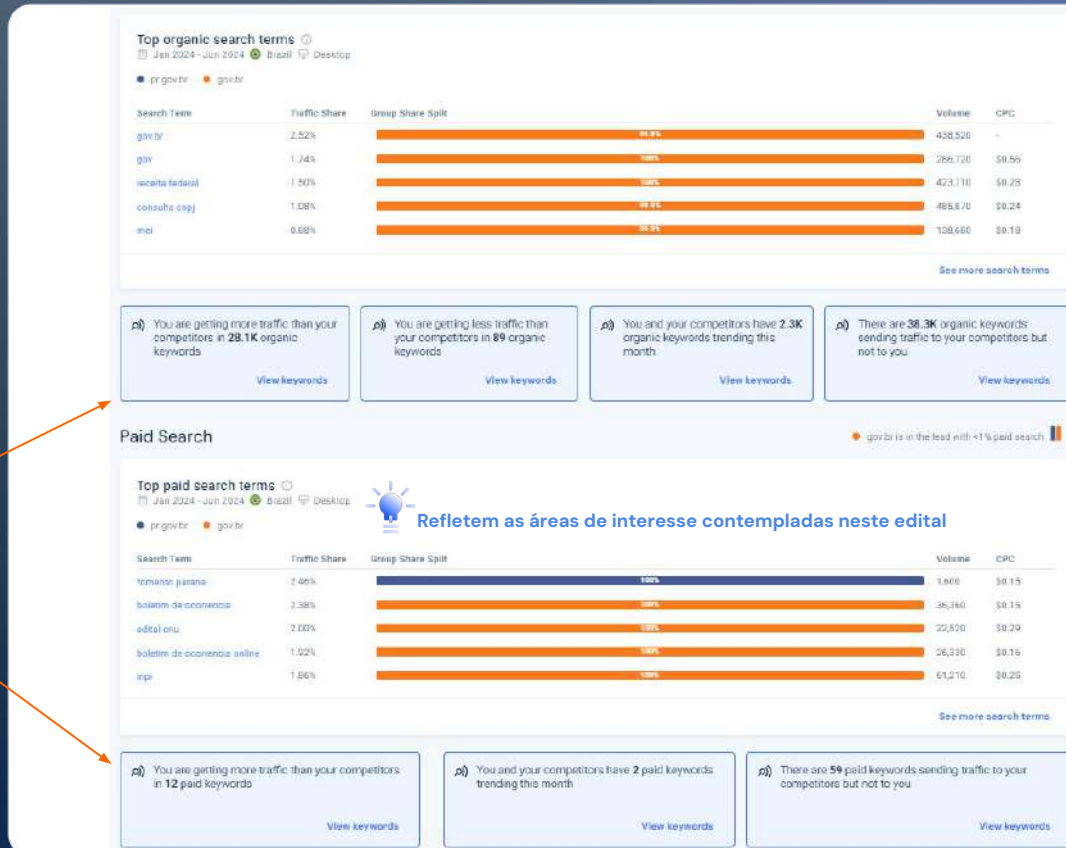 Top organic search terms
Jan 2024 - Jun 2024 Brazil Desktop
pr.gov.br gov.br
Search Term Traffic Share Group Share Split Volume CPC
gov.br 2.52% 99.9% 438,520 -
gov 1.74% 100% 286,720 $0.56
receita federal 1.50% 100% 423,110 $0.28
consulta cnpj 1.08% 99.9% $0.24
mei 0.88% 99.9% $0.18
See more search terms
You are getting more traffic than your
competitors in 28.1K organic
keywords
View keywords
You are getting less traffic than
your competitors in 89 organic
keywords
View keywords
You and your competitors have 2.3K
organic keywords trending this
month
View keywords
There are 38.3K organic keywords
sending traffic to your competitors but
not to you
View keywords
Paid Search
gov.br is in the lead with <1% paid search
Top paid search terms
Jan 2024 - Jun 2024 Brazil Desktop
pr.gov.br gov.br
Refletem as áreas de interesse contempladas neste edital
Search Term Traffic Share Group Share Split Volume CPC
fomento parana 2.46% 100% 1,600 $0.15
boletim de ocorrencia 2.38% 100% 36,360 $0.15
edital cnu 2.00% 100% $0.29
boletim de ocorrencia online 1.92% 100% 26,330 $0.16
inpi 1.86% 100% 61,210 $0.25
See more search terms
You are getting more traffic than your competitors
in 12 paid keywords
View keywords
You and your competitors have 2 paid keywords
trending this month
View keywords
There are 59 paid keywords sending traffic to your
competitors but not to you
View keywords